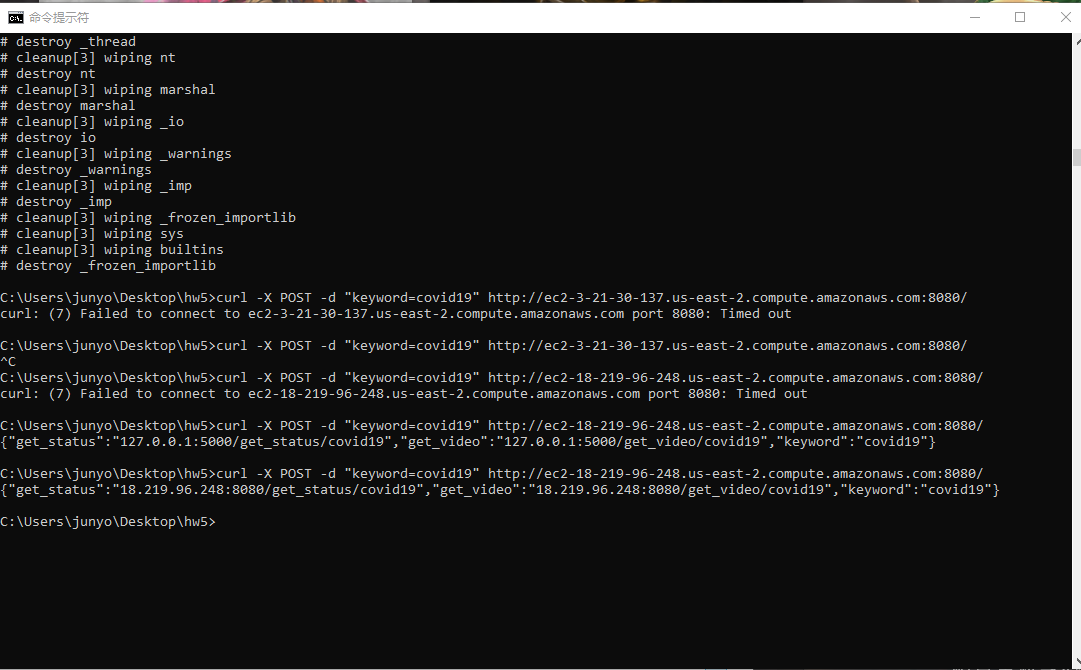 命令提示符
# destroy _thread
# cleanup[3] wiping nt
# destroy nt
# cleanup[3] wiping marshal
# destroy marshal
# cleanup[3] wiping _io
# destroy io
# cleanup[3] wiping _warnings
# destroy _warnings
# cleanup[3] wiping _imp
# destroy _imp
# cleanup[3] wiping _frozen_importlib
# cleanup[3] wiping sys
# cleanup[3] wiping builtins
# destroy _frozen_importlib
C:\Users\junyo\Desktop\hw5>curl -X POST -d "keyword=covid19" http://ec2-3-21-30-137.us-east-2.compute.amazonaws.com:8080/
curl: (7) Failed to connect to ec2-3-21-30-137.us-east-2.compute.amazonaws.com port 8080: Timed out
C:\Users\junyo\Desktop\hw5>curl -X POST -d "keyword=covid19" http://ec2-3-21-30-137.us-east-2.compute.amazonaws.com:8080/
^C
C:\Users\junyo\Desktop\hw5>curl -X POST -d "keyword=covid19" http://ec2-18-219-96-248.us-east-2.compute.amazonaws.com:8080/
curl: (7) Failed to connect to ec2-18-219-96-248.us-east-2.compute.amazonaws.com port 8080: Timed out
C:\Users\junyo\Desktop\hw5>curl -X POST -d "keyword=covid19" http://ec2-18-219-96-248.us-east-2.compute.amazonaws.com:8080/
{"get_status":"127.0.0.1:5000/get_status/covid19","get_video":"127.0.0.1:5000/get_video/covid19","keyword":"covid19"}
C:\Users\junyo\Desktop\hw5>curl -X POST -d "keyword=covid19" http://ec2-18-219-96-248.us-east-2.compute.amazonaws.com:8080/
{"get_status":"18.219.96.248:8080/get_status/covid19","get_video":"18.219.96.248:8080/get_video/covid19","keyword":"covid19"}
C:\Users\junyo\Desktop\hw5>